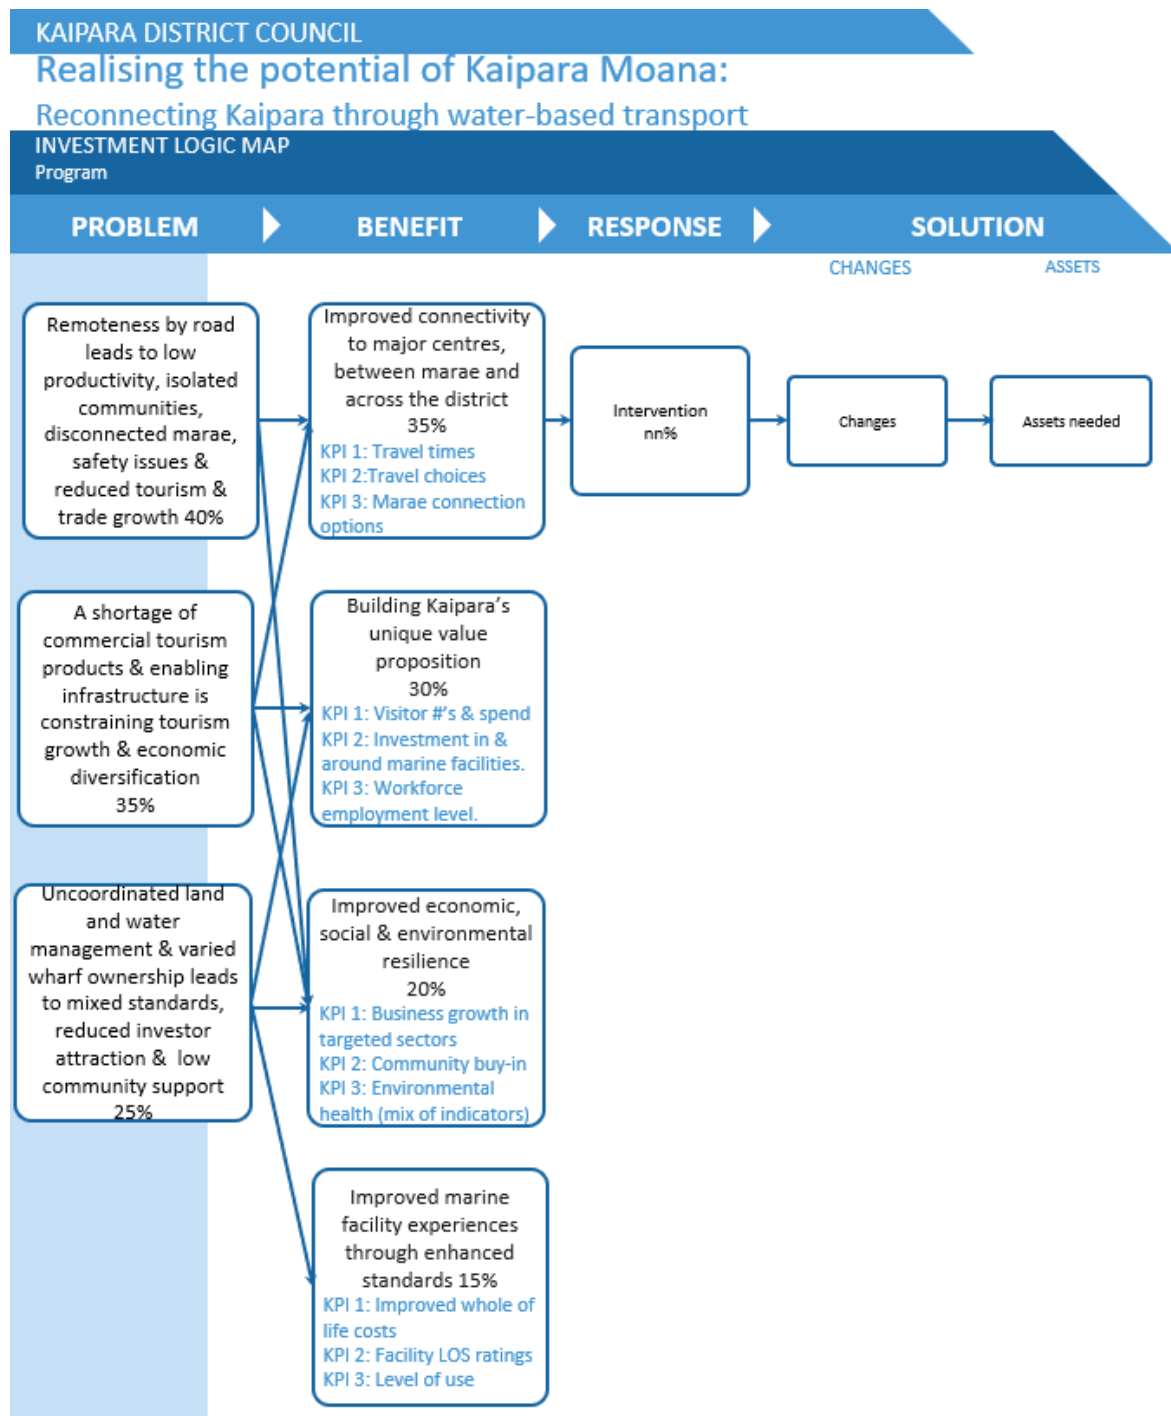 KAIPARA DISTRICT COUNCIL
Realising the potential of Kaipara Moana:
Reconnecting Kaipara through water-based transport
INVESTMENT LOGIC MAP
Program
PROBLEM
BENEFIT
RESPONSE
SOLUTION
CHANGES
ASSETS
Remoteness by road
leads to low
productivity, isolated
communities,
disconnected marae,
safety issues &
reduced tourism &
trade growth 40%
Improved connectivity
to major centres,
between marae and
across the district
35%
KPI 1: Travel times
KPI 2:Travel choices
KPI 3: Marae connection
options
Intervention
nn%
Changes
Assets needed
A shortage of
commercial tourism
products & enabling
infrastructure is
constraining tourism
growth & economic
diversification
35%
Building Kaipara's
unique value
proposition
30%
KPI 1: Visitor #'s & spend
KPI 2: Investment in &
around marine facilities.
KPI 3: Workforce
employment level.
Uncoordinated land
and water
management & varied
wharf ownership leads
to mixed standards,
reduced investor
attraction &  low
community support
25%
Improved economic,
social & environmental
resilience
20%
KPI 1: Business growth in
targeted sectors
KPI 2: Community buy-in
KPI 3: Environmental
health (mix of indicators)
Improved marine
facility experiences
through enhanced
standards 15%
KPI 1: Improved whole of
life costs
KPI 2: Facility LOS ratings
KPI 3: Level of use